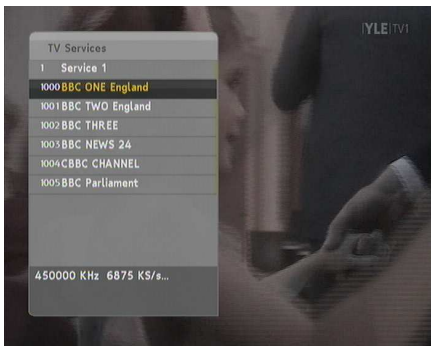 YLE TV1
TV Services
1 Service 1
1000 BBC ONE England
1001 BBC TWO England
1002 BBC THREE
1003 BBC NEWS 24
1004 CBBC CHANNEL
1005 BBC Parliament
450000 KHz 6875 KS/s...